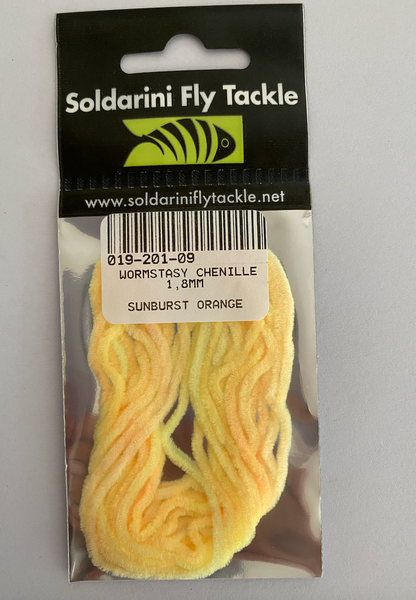 Soldarini Fly Tackle
www.soldariniflytackle.net
019-201-09
WORMSTASY CHENILLE
1,8MM
SUNBURST ORANGE